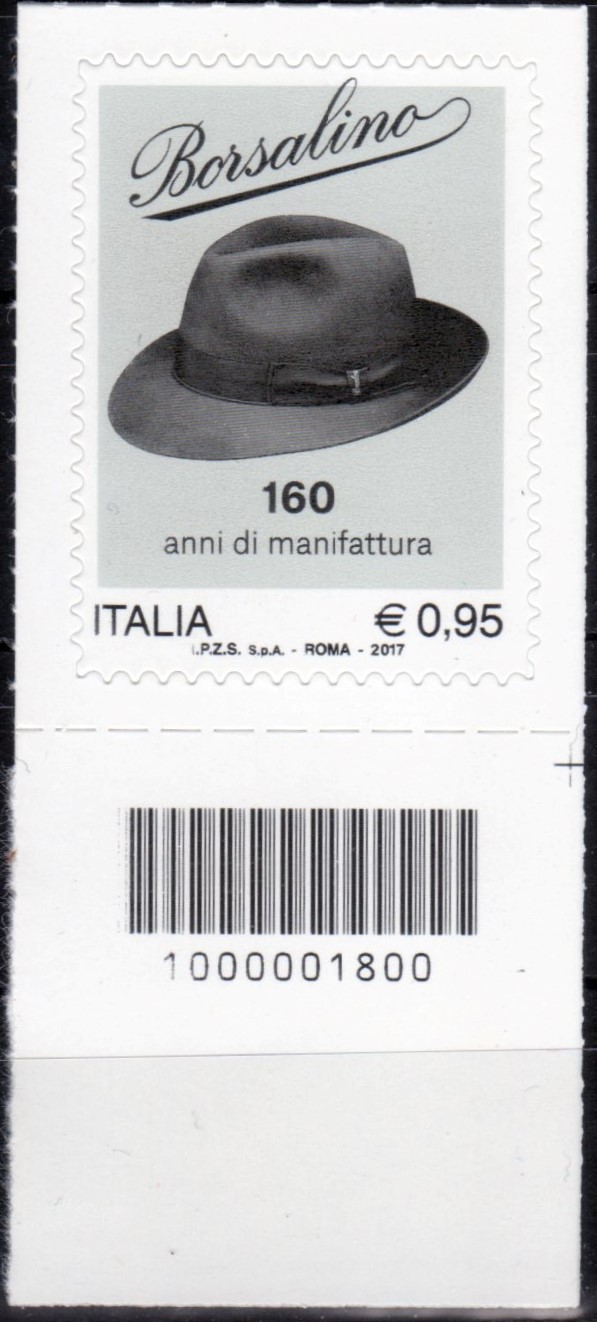 Borsalino
160
anni di manifattura
ITALIA € 0,95
I.P.Z.S. S.p.A. - ROMA - 2017
1000001800